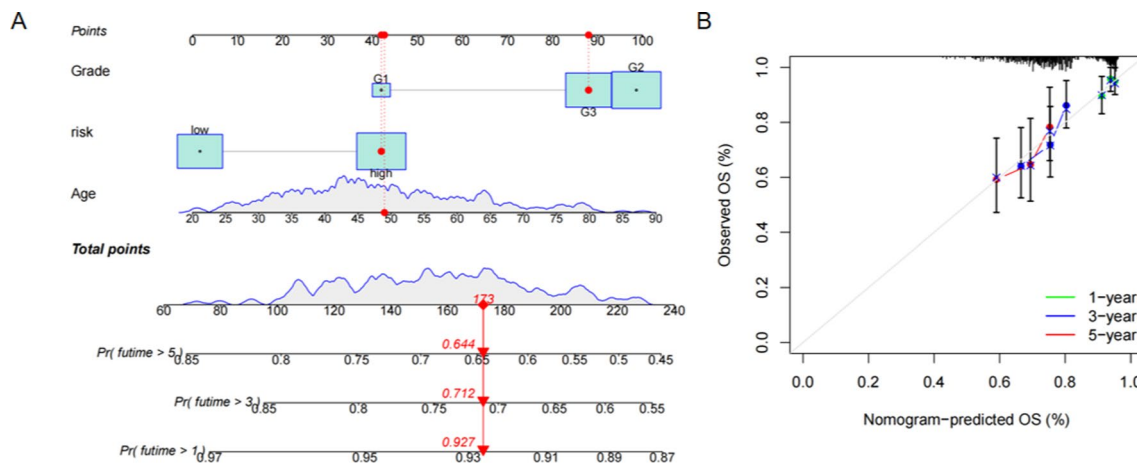 A
Points
0 10 20 30 40 50 60 70 80 90 100
Grade
G1
G2
G3
risk
low
high
Age
20 25 30 35 40 45 50 55 60 65 70 75 80 85 90
Total points
173
60 80 100 120 140 160 180 200 220 240
0.644
Pr( futime > 5 )
0.85 0.8 0.75 0.7 0.65 0.6 0.55 0.5 0.45
0.712
Pr( futime > 3 )
0.85 0.8 0.75 0.7 0.65 0.6 0.55
0.927
Pr( futime > 1 )
0.97 0.95 0.93 0.91 0.89 0.87
B
Observed OS (%)
1.0
0.8
0.6
0.4
0.2
0.0
1-year
3-year
5-year
0.0 0.2 0.4 0.6 0.8 1.0
Nomogram-predicted OS (%)